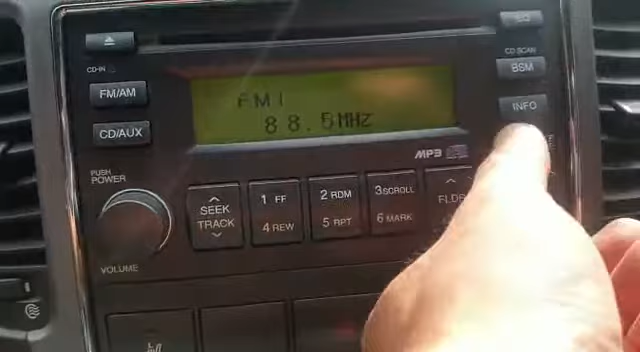 CD SCAN
BSM
CD-IN
FM/AM
INFO
FM1
88.5MHZ
CD/AUX
MP3
PUSH
POWER
SEEK
TRACK
1 FF
4 REW
2 RDM
5 RPT
3 SCROLL
6 MARK
FLDR
VOLUME